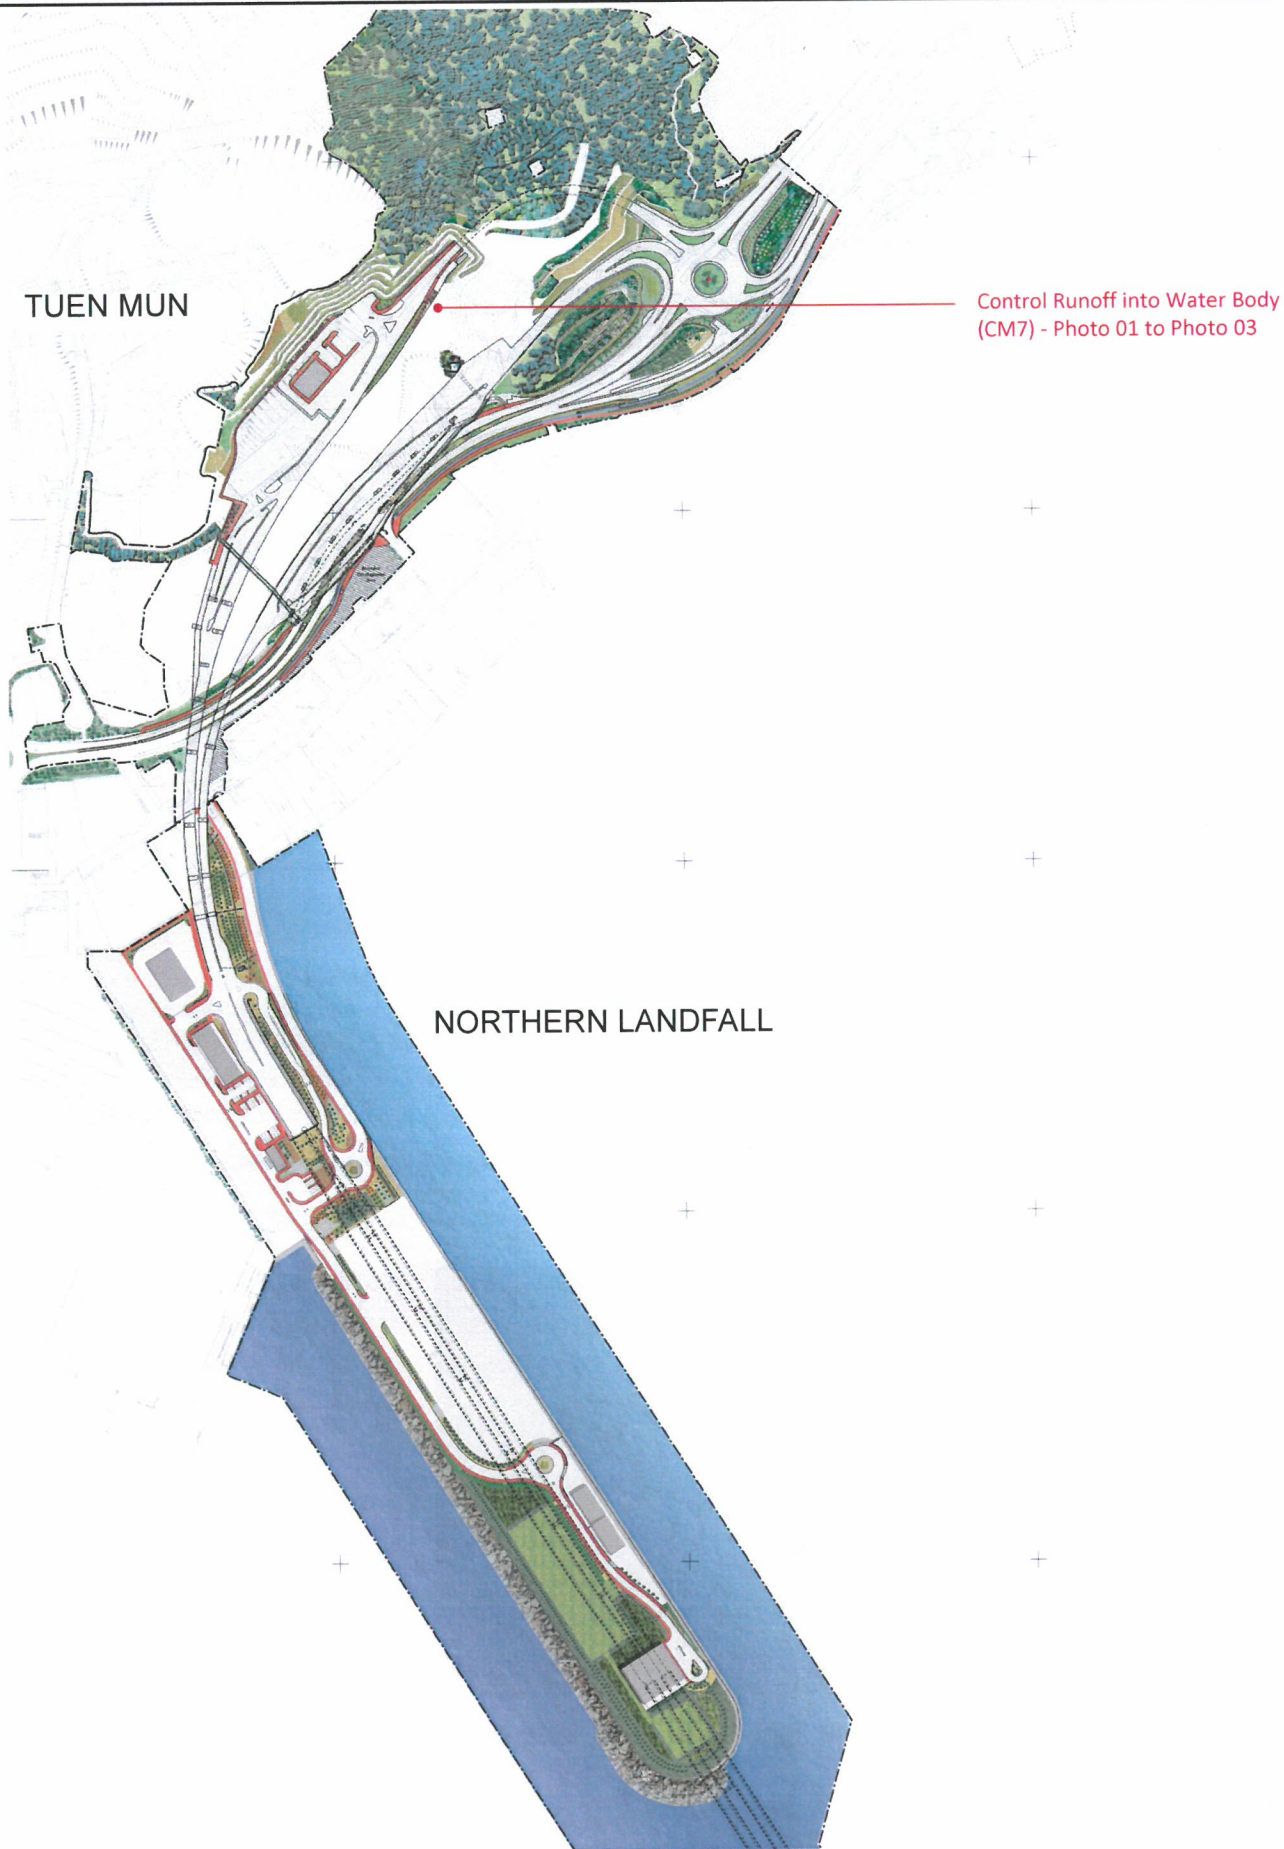 TUEN MUN
Control Runoff into Water Body
(CM7) - Photo 01 to Photo 03
NORTHERN LANDFALL